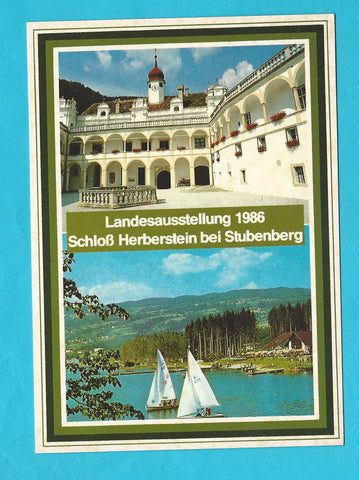 Landesausstellung 1986
Schloß Herberstein bei Stubenberg